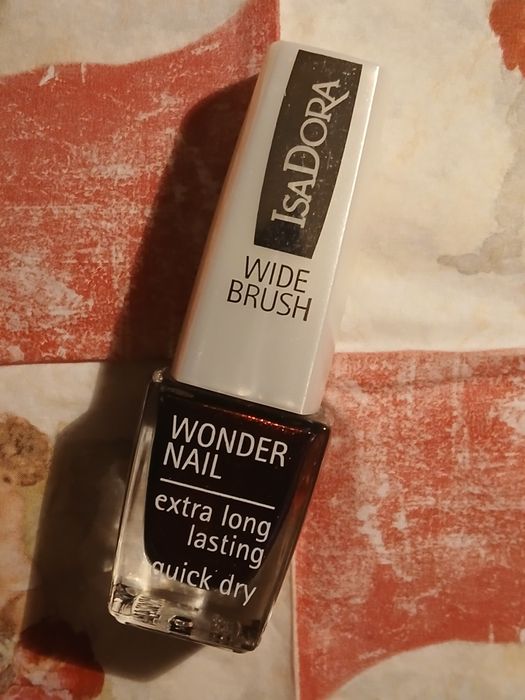 ISADORA
WIDE
BRUSH
WONDER
NAIL
extra long
lasting
quick dry